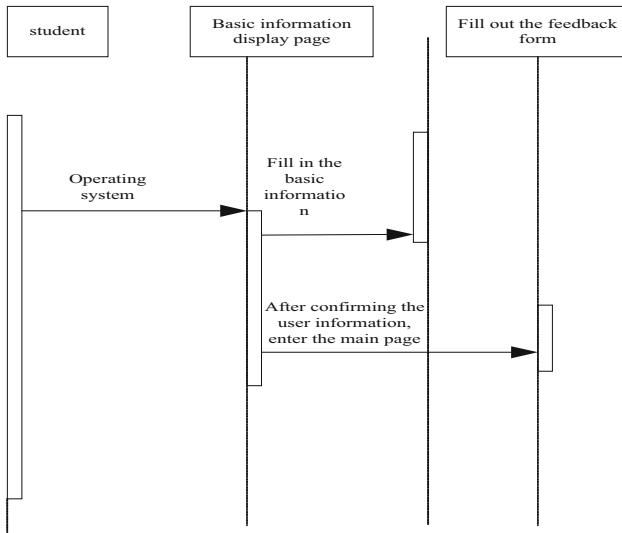 student
Basic information
display page
Fill out the feedback
form
Operating
system
Fill in the
basic
informatio
n
After confirming the
user information,
enter the main page